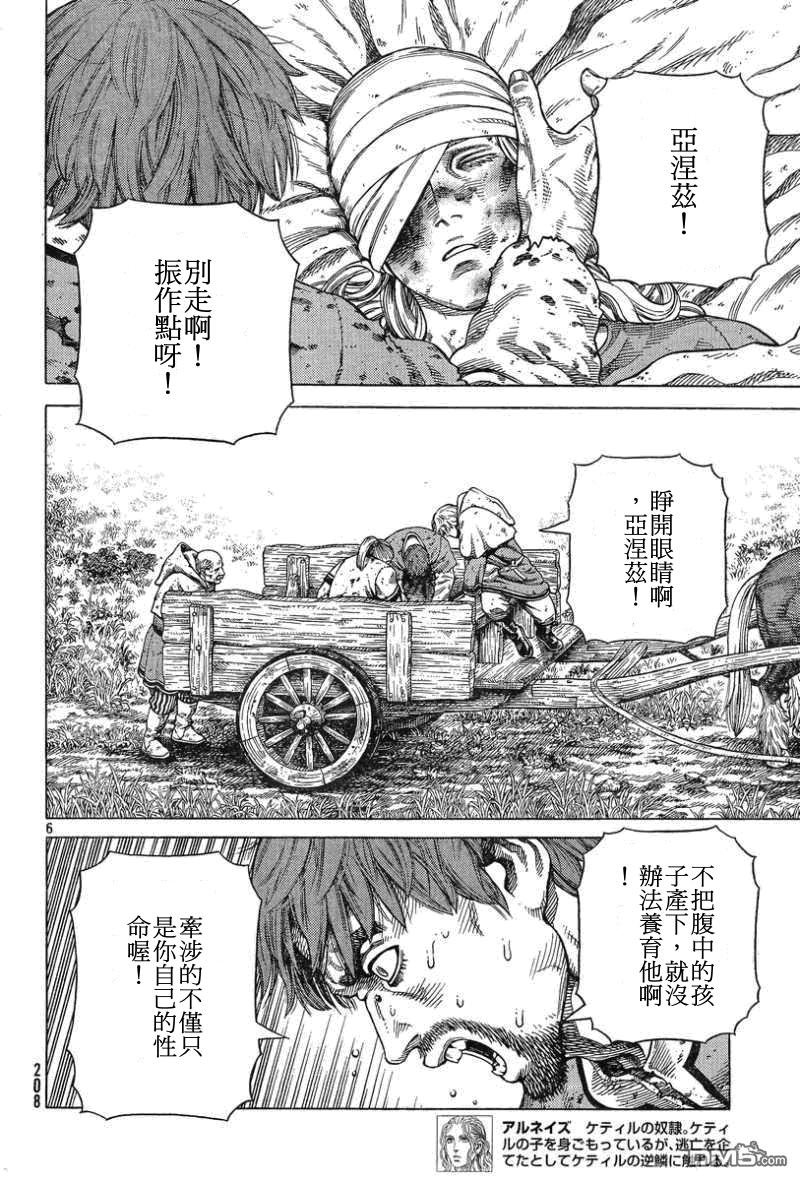 亞涅茲！
別走啊！
振作點呀！
睜開眼睛啊
，亞涅茲！
6
不把腹中的孩
子產下，就沒
辦法養育他啊
！
牽涉的不僅只
是你自己的性
命喔！
208
アルネイズ　ケティルの奴隷。ケティ
ルの子を身ごもっているが、逃亡を企
てたとしてケティルの逆鱗に触れる。